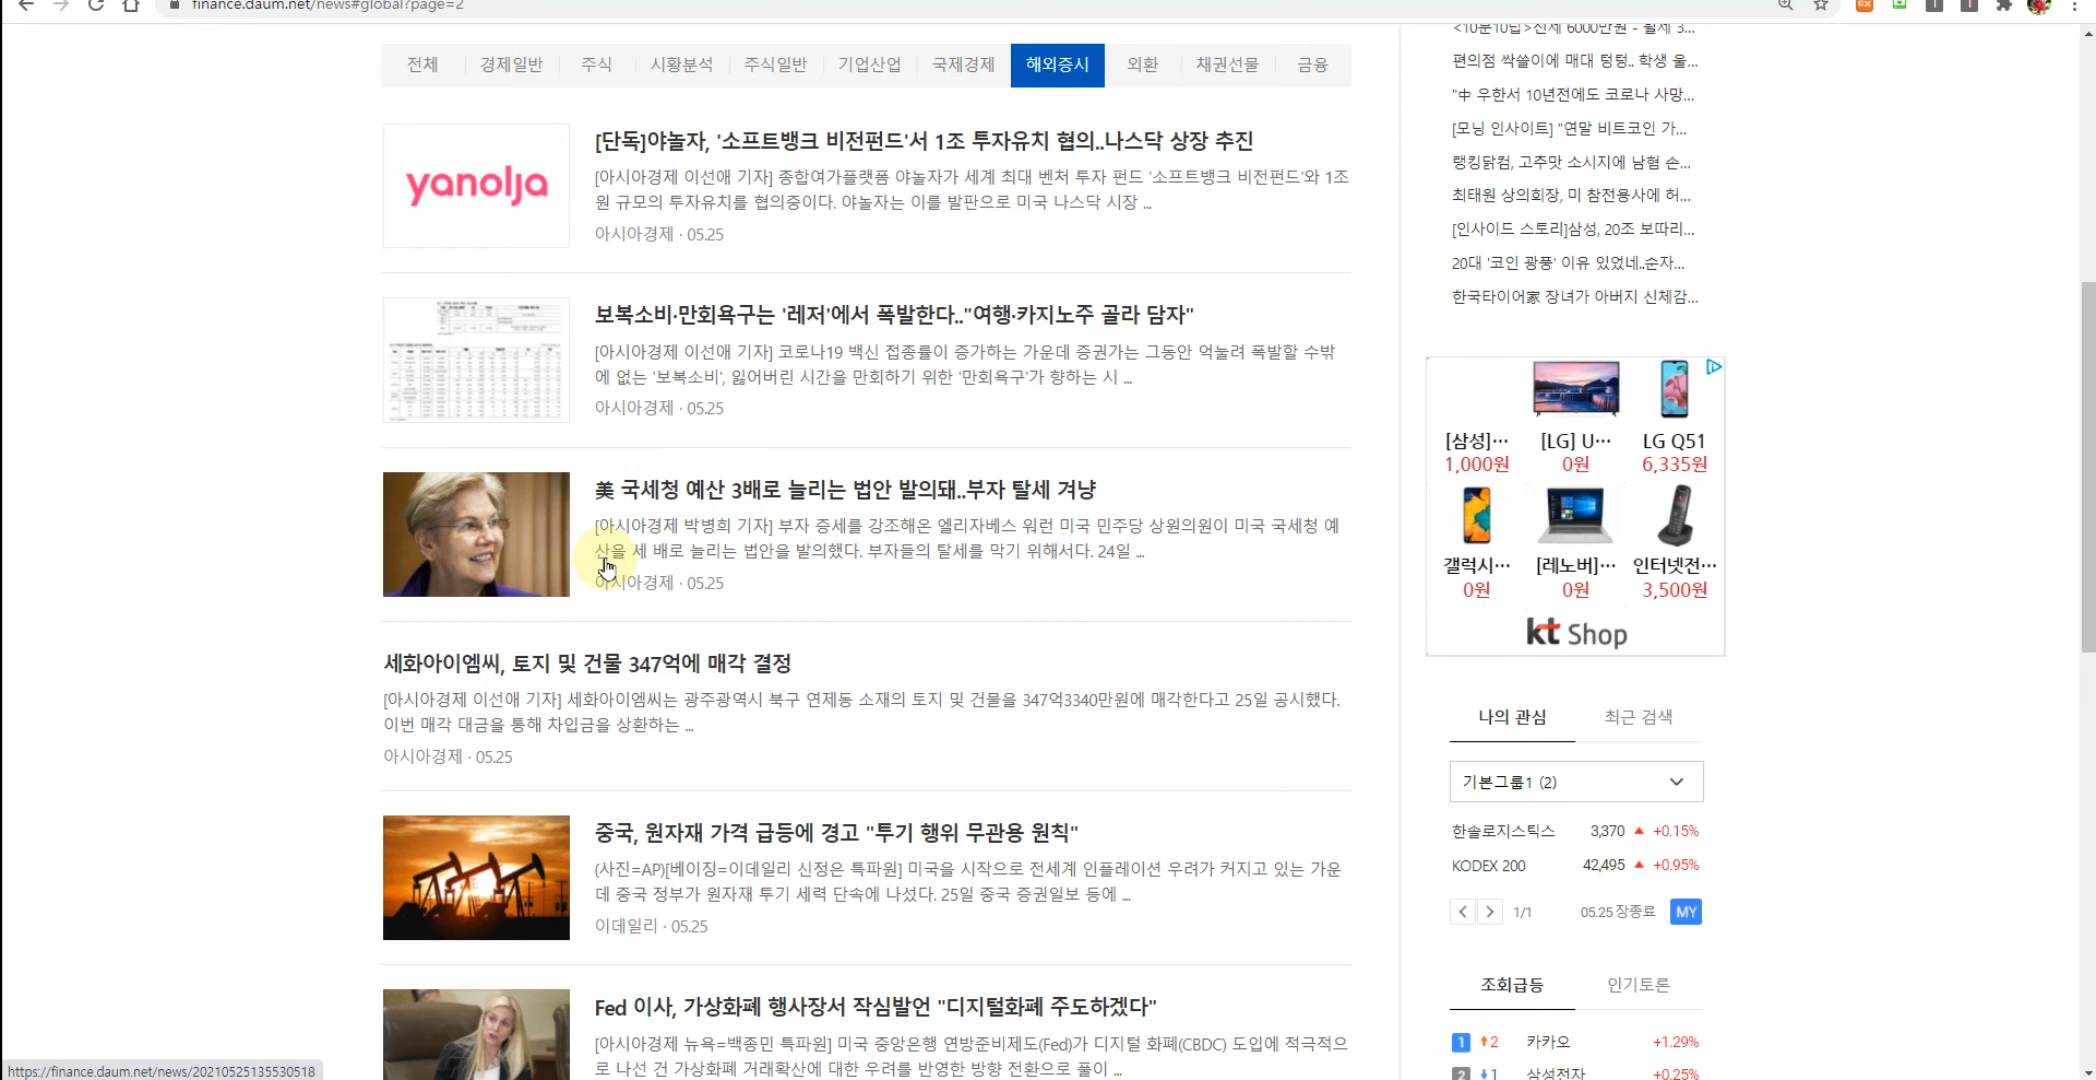 finance.daum.net/news#global?page=2
전체 경제일반 주식 시황분석 주식일반 기업산업 국제경제 해외증시 외환 채권선물 금융
yanolja
[단독]야놀자, '소프트뱅크 비전펀드'서 1조 투자유치 협의..나스닥 상장 추진
[아시아경제 이선애 기자] 종합여가플랫폼 야놀자가 세계 최대 벤처 투자 펀드 '소프트뱅크 비전펀드'와 1조
원 규모의 투자유치를 협의중이다. 야놀자는 이를 발판으로 미국 나스닥 시장 ...
아시아경제 · 05.25
보복소비·만회욕구는 '레저'에서 폭발한다.."여행·카지노주 골라 담자"
[아시아경제 이선애 기자] 코로나19 백신 접종률이 증가하는 가운데 증권가는 그동안 억눌려 폭발할 수밖
에 없는 '보복소비', 잃어버린 시간을 만회하기 위한 '만회욕구'가 향하는 시 ...
아시아경제 · 05.25
美 국세청 예산 3배로 늘리는 법안 발의돼..부자 탈세 겨냥
[아시아경제 박병희 기자] 부자 증세를 강조해온 엘리자베스 워런 미국 민주당 상원의원이 미국 국세청 예
산을 세 배로 늘리는 법안을 발의했다. 부자들의 탈세를 막기 위해서다. 24일 ...
아시아경제 · 05.25
세화아이엠씨, 토지 및 건물 347억에 매각 결정
[아시아경제 이선애 기자] 세화아이엠씨는 광주광역시 북구 연제동 소재의 토지 및 건물을 347억3340만원에 매각한다고 25일 공시했다.
이번 매각 대금을 통해 차입금을 상환하는 ...
아시아경제 · 05.25
중국, 원자재 가격 급등에 경고 "투기 행위 무관용 원칙"
(사진=AP)[베이징=이데일리 신정은 특파원] 미국을 시작으로 전세계 인플레이션 우려가 커지고 있는 가운
데 중국 정부가 원자재 투기 세력 단속에 나섰다. 25일 중국 증권일보 등에 ...
이데일리 · 05.25
Fed 이사, 가상화폐 행사장서 작심발언 "디지털화폐 주도하겠다"
[아시아경제 뉴욕=백종민 특파원] 미국 중앙은행 연방준비제도(Fed)가 디지털 화폐(CBDC) 도입에 적극적으
로 나선 건 가상화폐 거래확산에 대한 우려를 반영한 방향 전환으로 풀이 ...
https://finance.daum.net/news/20210525135530518
<10분10답>전세 6000만원 - 월세 3...
편의점 싹쓸이에 매대 텅텅.. 학생 울...
"中 우한서 10년전에도 코로나 사망...
[모닝 인사이트] "연말 비트코인 가...
랭킹닭컴, 고추맛 소시지에 남혐 손...
최태원 상의회장, 미 참전용사에 허...
[인사이드 스토리]삼성, 20조 보따리...
20대 '코인 광풍' 이유 있었네..순자...
한국타이어家 장녀가 아버지 신체감...
[삼성]··· [LG] U··· LG Q51
1,000원 0원 6,335원
갤럭시··· [레노버]··· 인터넷전···
0원 0원 3,500원
kt Shop
나의 관심 최근 검색
기본그룹1 (2)
한솔로지스틱스 3,370 ▲ +0.15%
KODEX 200 42,495 ▲ +0.95%
1/1 05.25 장종료 MY
조회급등 인기토론
1 ↑2 카카오 +1.29%
2 ↓1 삼성전자 +0.25%